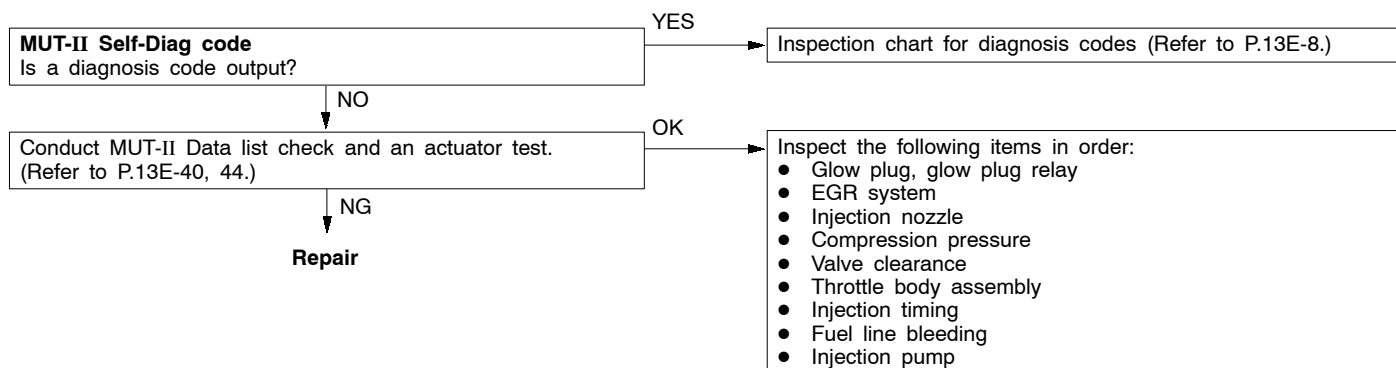 YES
MUT-II Self-Diag code
Is a diagnosis code output?
Inspection chart for diagnosis codes (Refer to P.13E-8.)
NO
OK
Conduct MUT-II Data list check and an actuator test.
(Refer to P.13E-40, 44.)
NG
Repair
Inspect the following items in order:
● Glow plug, glow plug relay
● EGR system
● Injection nozzle
● Compression pressure
● Valve clearance
● Throttle body assembly
● Injection timing
● Fuel line bleeding
● Injection pump